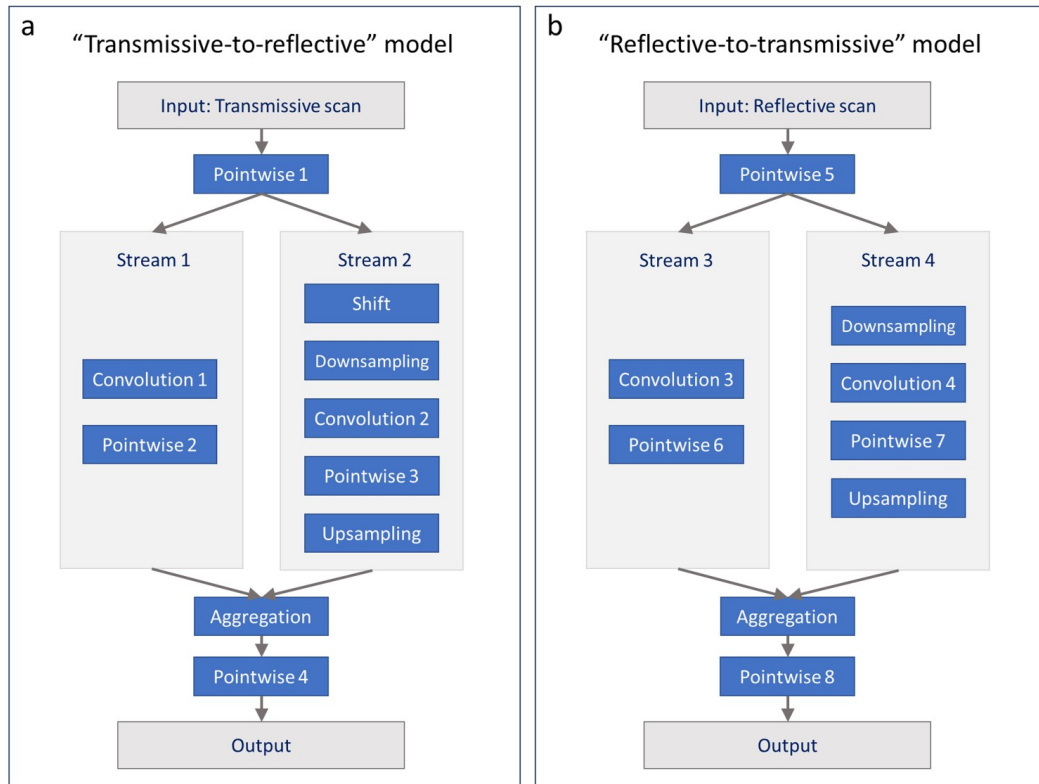 a
“Transmissive-to-reflective” model
Input: Transmissive scan
Pointwise 1
Stream 1
Convolution 1
Pointwise 2
Stream 2
Shift
Downsampling
Convolution 2
Pointwise 3
Upsampling
Aggregation
Pointwise 4
Output
b
“Reflective-to-transmissive” model
Input: Reflective scan
Pointwise 5
Stream 3
Convolution 3
Pointwise 6
Stream 4
Downsampling
Convolution 4
Pointwise 7
Upsampling
Aggregation
Pointwise 8
Output